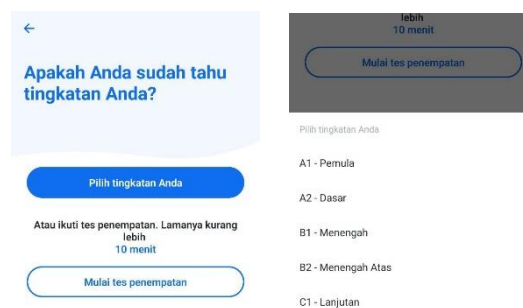 Apakah Anda sudah tahu
tingkatan Anda?
Pilih tingkatan Anda
Atau ikuti tes penempatan. Lamanya kurang
lebih
10 menit
Mulai tes penempatan
lebih
10 menit
Mulai tes penempatan
Pilih tingkatan Anda
A1 - Pemula
A2 - Dasar
B1 - Menengah
B2 - Menengah Atas
C1 - Lanjutan